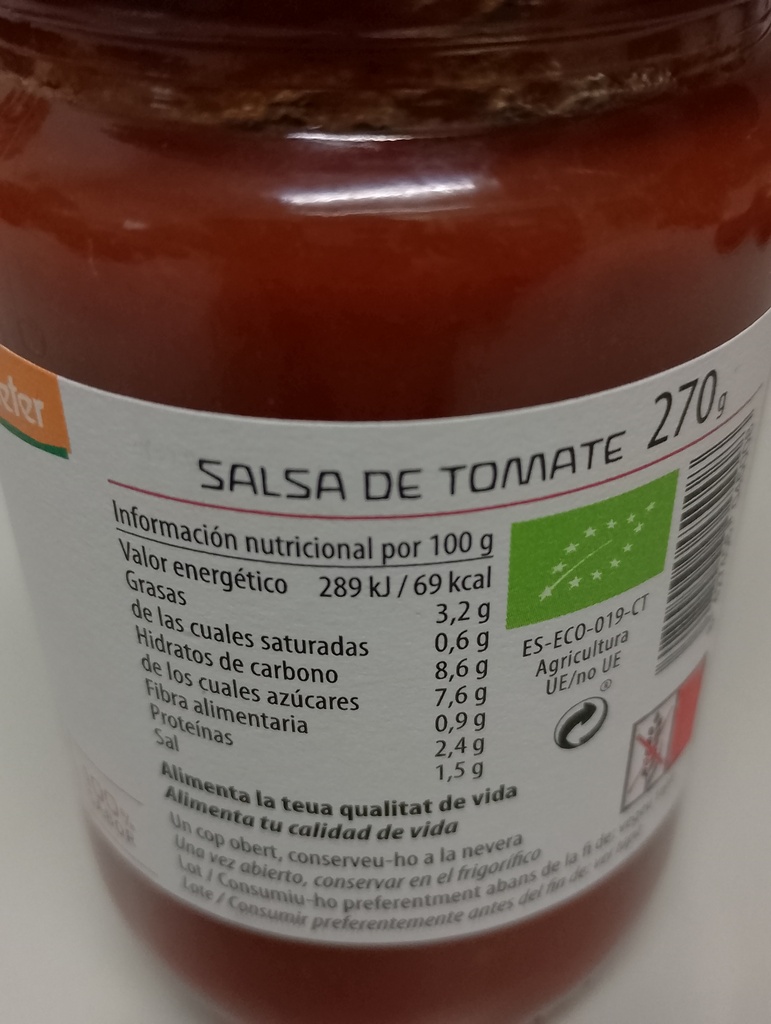 eter
SALSA DE TOMATE 270g
Información nutricional por 100 g
Valor energético 289 kJ / 69 kcal
Grasas 3,2 g
de las cuales saturadas 0,6 g
Hidratos de carbono 8,6 g
de los cuales azúcares 7,6 g
Fibra alimentaria 0,9 g
Proteínas 2,4 g
Sal 1,5 g
ES-ECO-019-CT
Agricultura
UE/no UE
®
Alimenta la teua qualitat de vida
Alimenta tu calidad de vida
Un cop obert, conserveu-ho a la nevera
Una vez abierto, conservar en el frigorífico
Lot / Consumiu-ho preferentment abans de la fi de:
Lote / Consumir preferentemente antes del fin de:
100%